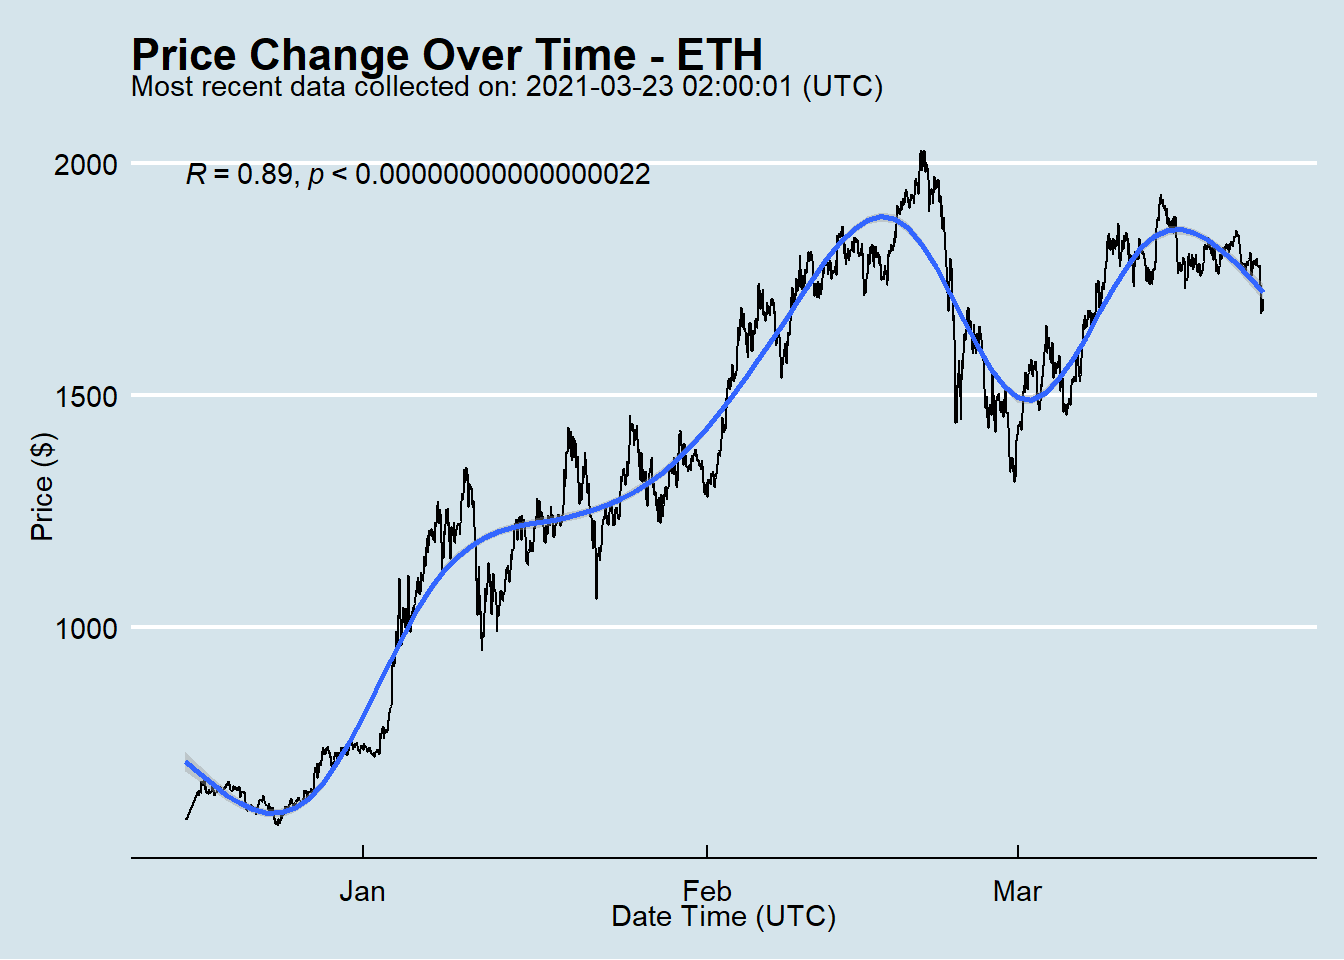 Price Change Over Time - ETH
Most recent data collected on: 2021-03-23 02:00:01 (UTC)
R = 0.89, p < 0.00000000000000022
2000
1500
1000
Price ($)
Jan Feb Mar
Date Time (UTC)